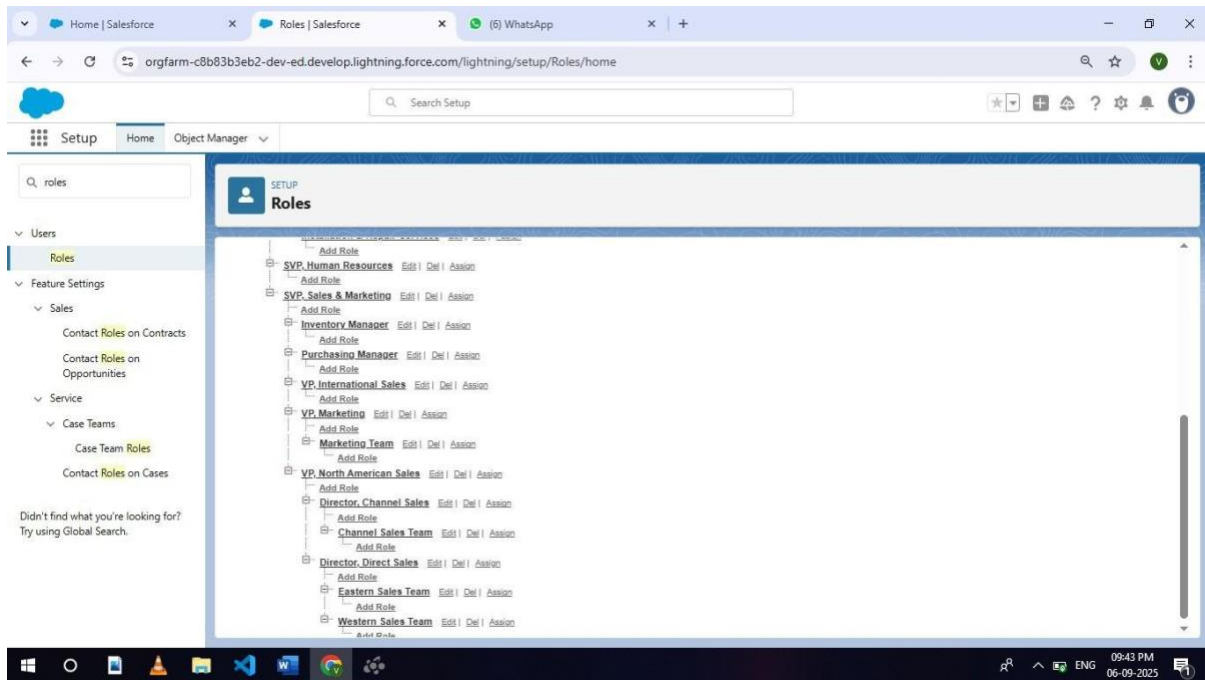 Home | Salesforce
Roles | Salesforce
(6) WhatsApp
orgfarm-c8b83b3eb2-dev-ed.develop.lightning.force.com/lightning/setup/Roles/home
V
Search Setup
Setup
Home
Object Manager
roles
SETUP
Roles
Users
Roles
Feature Settings
Sales
Contact Roles on Contracts
Contact Roles on
Opportunities
Service
Case Teams
Case Team Roles
Contact Roles on Cases
Didn't find what you're looking for?
Try using Global Search.
Add Role
SVP, Human Resources Edit | Del | Assign
Add Role
SVP, Sales & Marketing Edit | Del | Assign
Add Role
Inventory Manager Edit | Del | Assign
Add Role
Purchasing Manager Edit | Del | Assign
Add Role
VP, International Sales Edit | Del | Assign
Add Role
VP, Marketing Edit | Del | Assign
Add Role
Marketing Team Edit | Del | Assign
Add Role
VP, North American Sales Edit | Del | Assign
Add Role
Director, Channel Sales Edit | Del | Assign
Add Role
Channel Sales Team Edit | Del | Assign
Add Role
Director, Direct Sales Edit | Del | Assign
Add Role
Eastern Sales Team Edit | Del | Assign
Add Role
Western Sales Team Edit | Del | Assign
Add Role
ENG
09:43 PM
06-09-2025